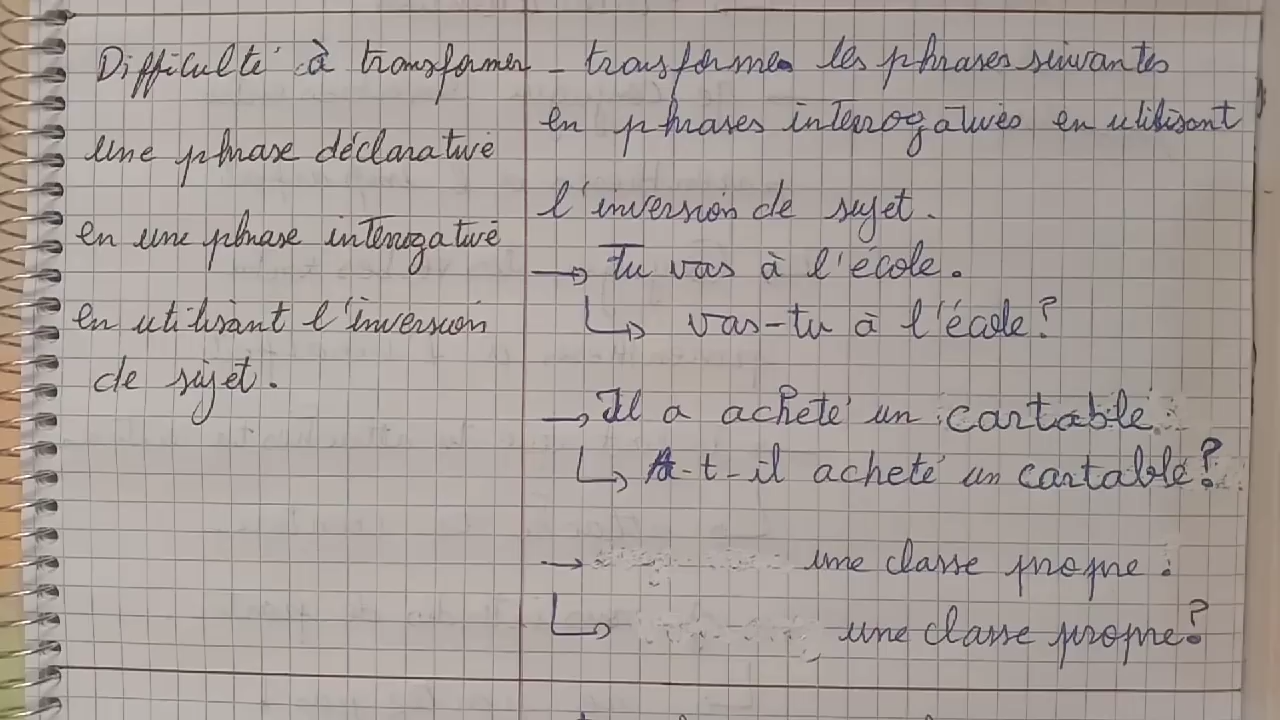 Difficulté à transformer
une phrase déclarative
en une phrase interrogative
en utilisant l'inversion
de sujet.
- transforme les phrases suivantes
en phrases interrogatives en utilisant
l'inversion de sujet.
→ Tu vas à l'école.
↳ vas-tu à l'école?
→ Il a acheté un cartable.
↳ A-t-il acheté un cartable?
→ une classe propre.
↳ une classe propre?